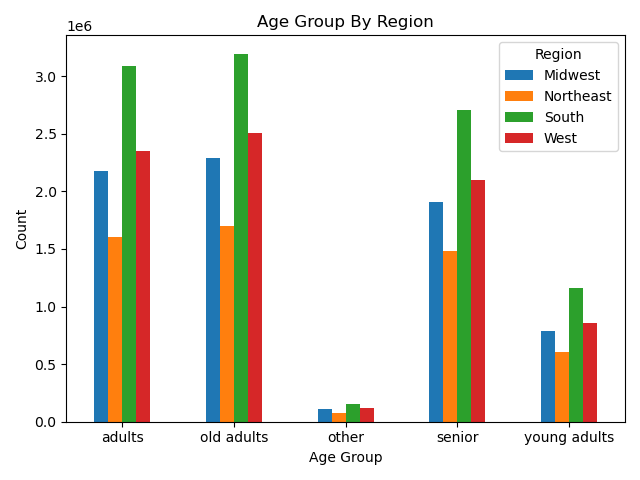 Age Group By Region
1e6
3.0
2.5
2.0
1.5
1.0
0.5
0.0
Count
Region
Midwest
Northeast
South
West
adults
old adults
other
senior
young adults
Age Group